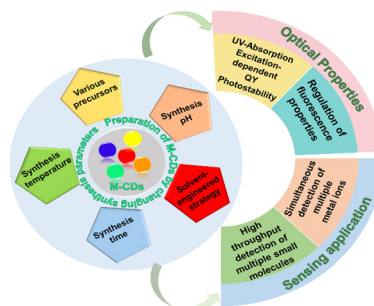 Various
precursors
Synthesis
pH
Synthesis
temperature
Solvent-
engineered
strategy
Synthesis
time
Preparation of M-CDs by changing synthesis parameters
M-CDs
Optical Properties
UV-Absorption
Excitation-
dependent
QY
Photostability
Regulation of
fluorescence
properties
Simultaneous
detection of
multiple
metal ions
High
throughput
detection of
multiple small
molecules
Sensing application